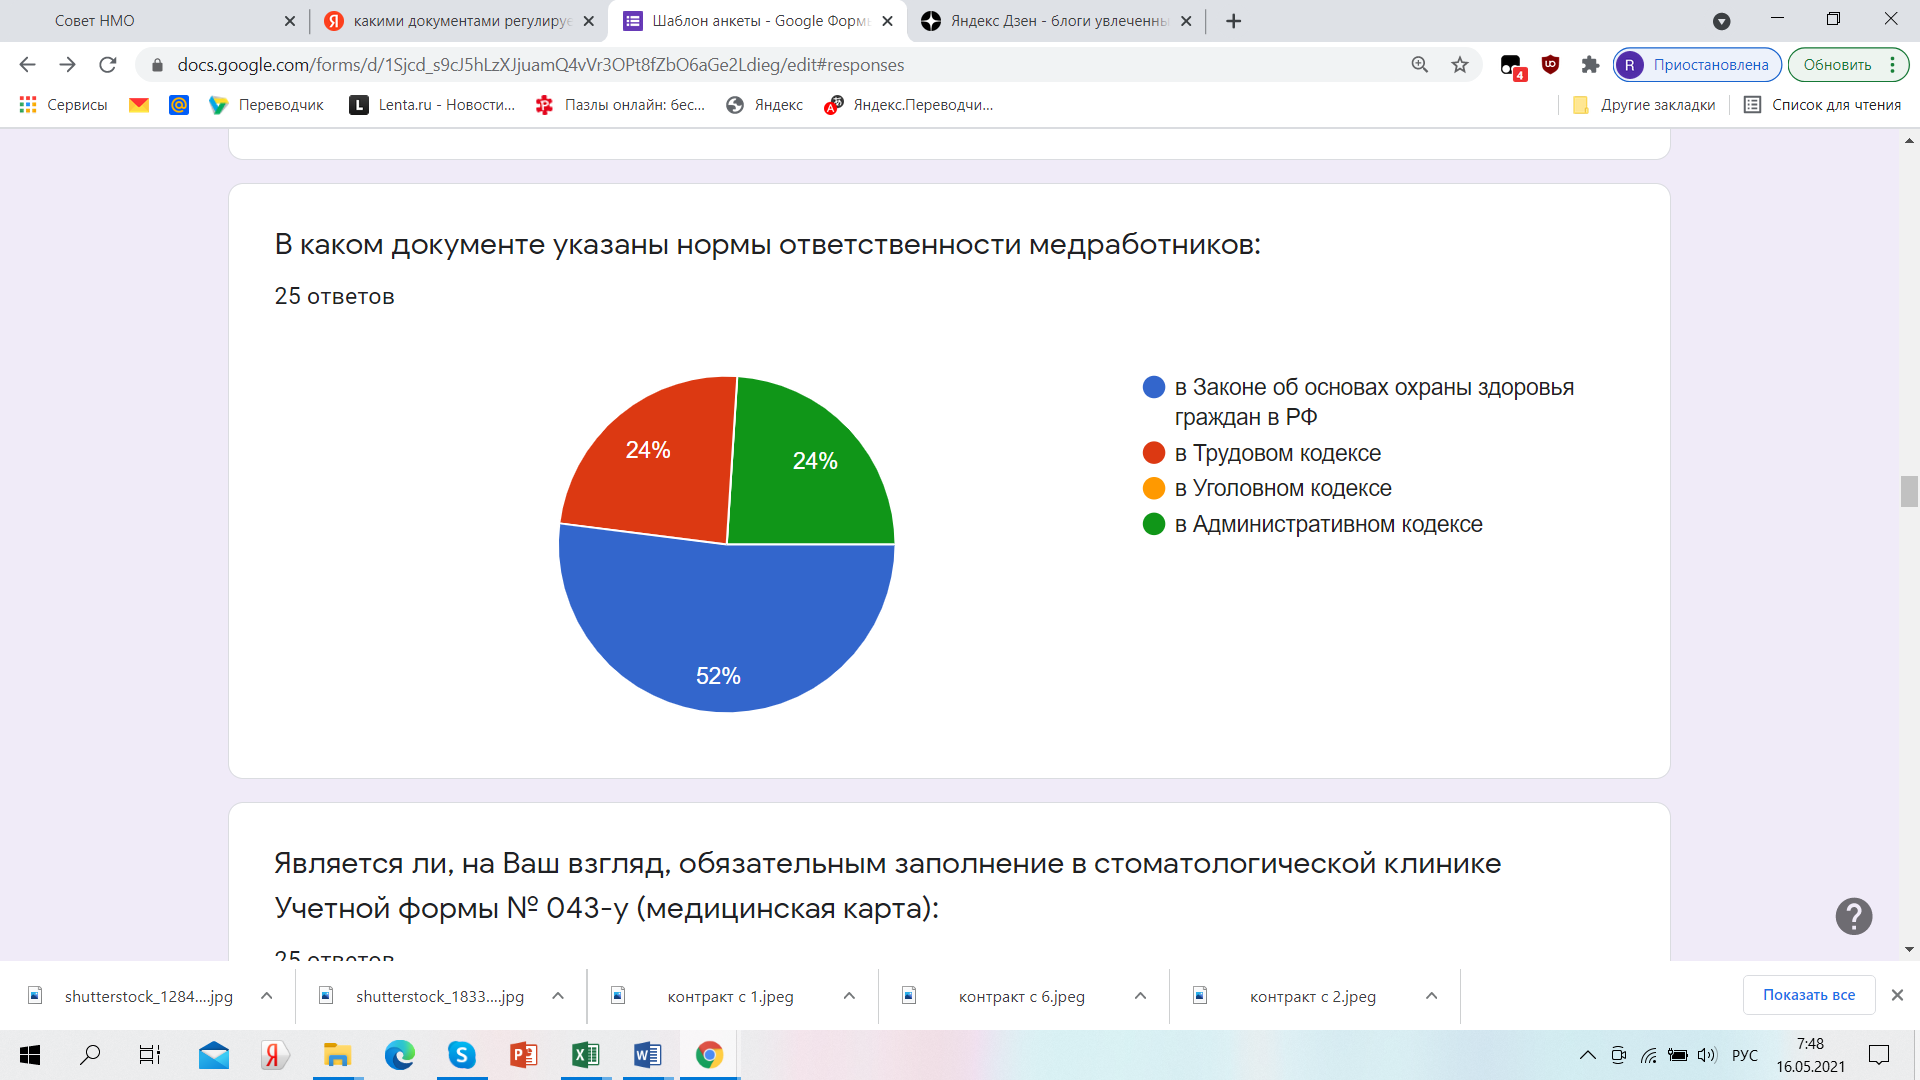 Совет НМО
какими документами регулируе
Шаблон анкеты - Google Форм
Яндекс Дзен - блоги увлеченны
docs.google.com/forms/d/1Sjcd_s9cJ5hLzXJjuamQ4vVr3OPt8fZbO6aGe2Ldieg/edit#responses
4
R Приостановлена
Обновить
Сервисы
Переводчик
L Lenta.ru - Новости...
Пазлы онлайн: бес...
Яндекс
Яндекс.Переводчи...
Другие закладки
Список для чтения
В каком документе указаны нормы ответственности медработников:
25 ответов
24%
24%
52%
в Законе об основах охраны здоровья
граждан в РФ
в Трудовом кодексе
в Уголовном кодексе
в Административном кодексе
Является ли, на Ваш взгляд, обязательным заполнение в стоматологической клинике
Учетной формы № 043-у (медицинская карта):
25 ответов
shutterstock_1284....jpg
shutterstock_1833....jpg
контракт с 1.jpeg
контракт с 6.jpeg
контракт с 2.jpeg
Показать все
РУС
7:48
16.05.2021